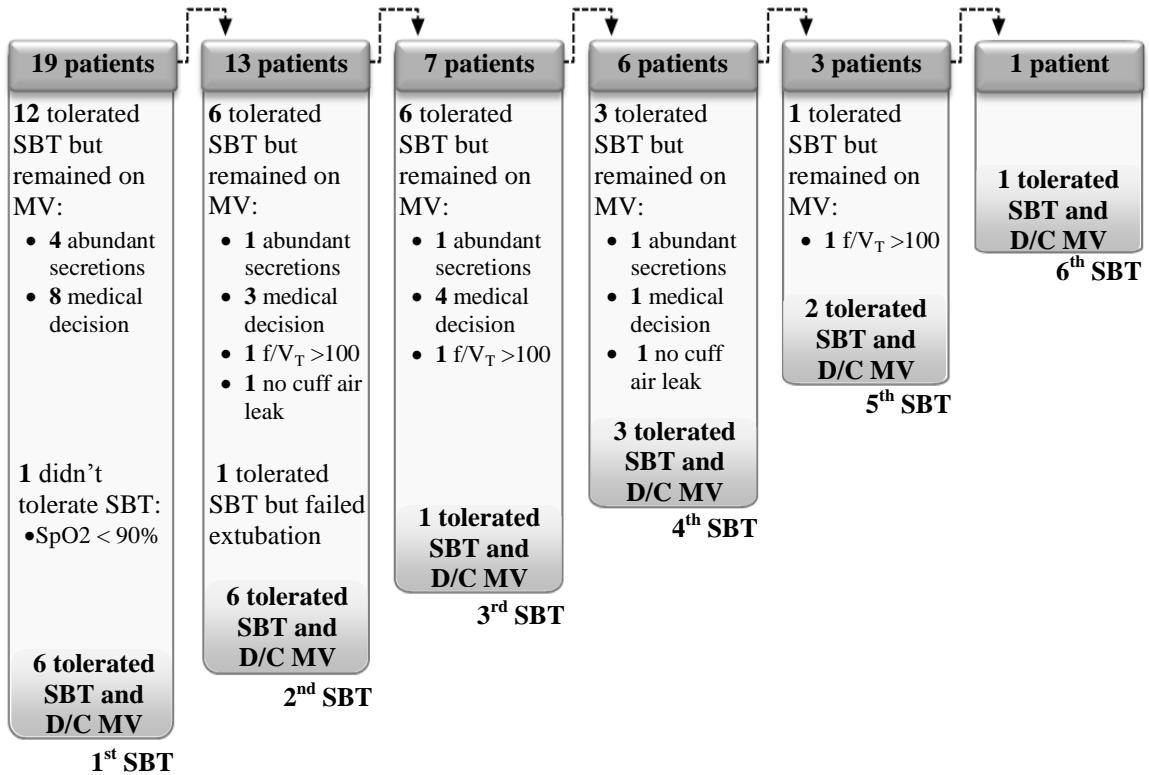 19 patients
12 tolerated
SBT but
remained on
MV:
• 4 abundant
secretions
• 8 medical
decision
1 didn’t
tolerate SBT:
•SpO2 < 90%
6 tolerated
SBT and
D/C MV
1st SBT
13 patients
6 tolerated
SBT but
remained on
MV:
• 1 abundant
secretions
• 3 medical
decision
• 1 f/VT >100
• 1 no cuff air
leak
1 tolerated
SBT but failed
extubation
6 tolerated
SBT and
D/C MV
2nd SBT
7 patients
6 tolerated
SBT but
remained on
MV:
• 1 abundant
secretions
• 4 medical
decision
• 1 f/VT >100
1 tolerated
SBT and
D/C MV
3rd SBT
6 patients
3 tolerated
SBT but
remained on
MV:
• 1 abundant
secretions
• 1 medical
decision
• 1 no cuff
air leak
3 tolerated
SBT and
D/C MV
4th SBT
3 patients
1 tolerated
SBT but
remained on
MV:
• 1 f/VT >100
2 tolerated
SBT and
D/C MV
5th SBT
1 patient
1 tolerated
SBT and
D/C MV
6th SBT